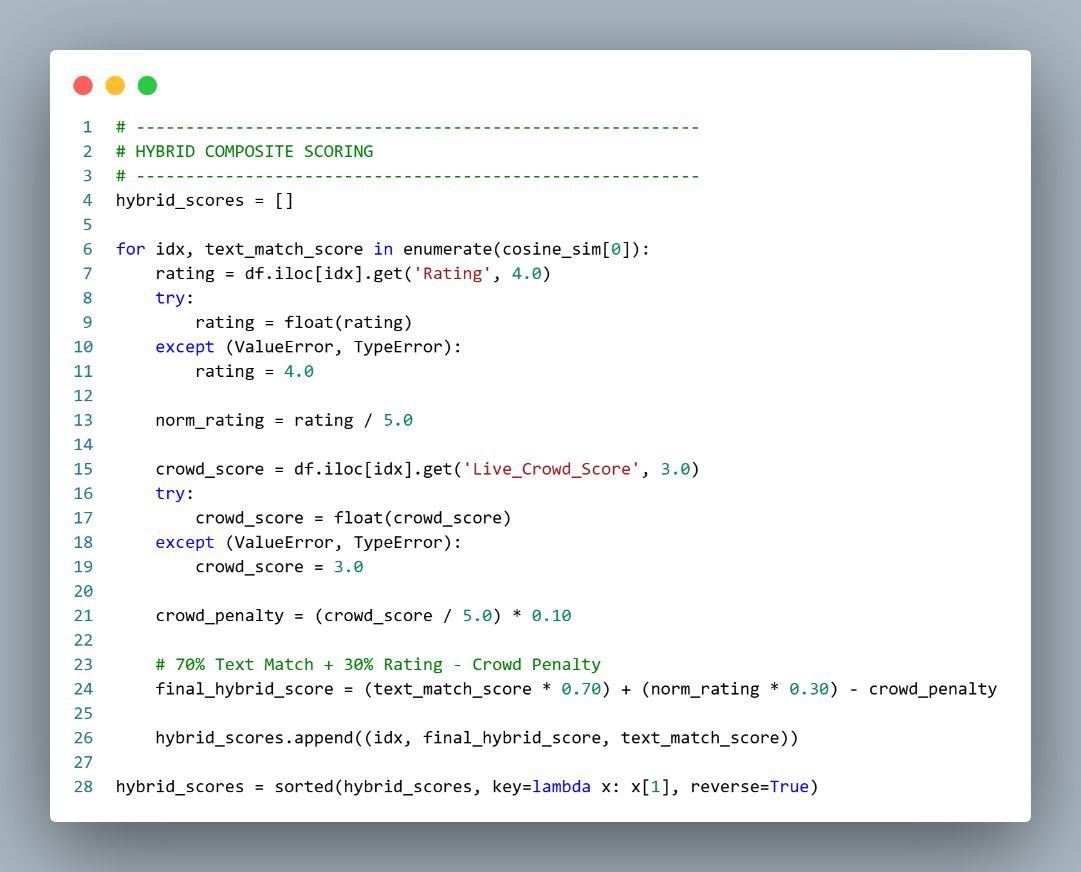 1 # ---------------------------------------------------------
2 # HYBRID COMPOSITE SCORING
3 # ---------------------------------------------------------
4 hybrid_scores = []
5
6 for idx, text_match_score in enumerate(cosine_sim[0]):
7     rating = df.iloc[idx].get('Rating', 4.0)
8     try:
9         rating = float(rating)
10     except (ValueError, TypeError):
11         rating = 4.0
12
13     norm_rating = rating / 5.0
14
15     crowd_score = df.iloc[idx].get('Live_Crowd_Score', 3.0)
16     try:
17         crowd_score = float(crowd_score)
18     except (ValueError, TypeError):
19         crowd_score = 3.0
20
21     crowd_penalty = (crowd_score / 5.0) * 0.10
22
23     # 70% Text Match + 30% Rating - Crowd Penalty
24     final_hybrid_score = (text_match_score * 0.70) + (norm_rating * 0.30) - crowd_penalty
25
26     hybrid_scores.append((idx, final_hybrid_score, text_match_score))
27
28 hybrid_scores = sorted(hybrid_scores, key=lambda x: x[1], reverse=True)